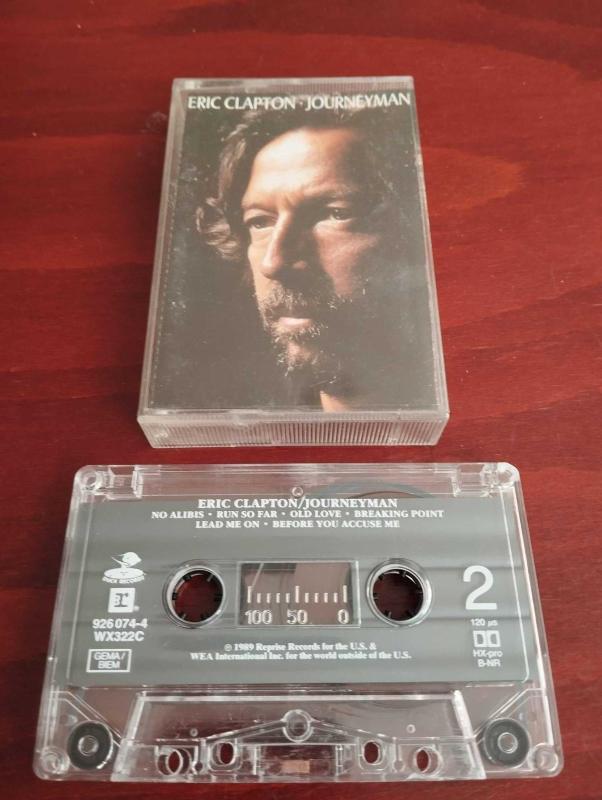 ERIC CLAPTON · JOURNEYMAN
ERIC CLAPTON/JOURNEYMAN
NO ALIBIS · RUN SO FAR · OLD LOVE · BREAKING POINT
LEAD ME ON · BEFORE YOU ACCUSE ME
DUCK RECORDS
r
926 074-4
WX322C
GEMA/
BIEM
100 50 0
2
120 µs
HX-pro
B-NR
℗ 1989 Reprise Records for the U.S. &
WEA International Inc. for the world outside of the U.S.